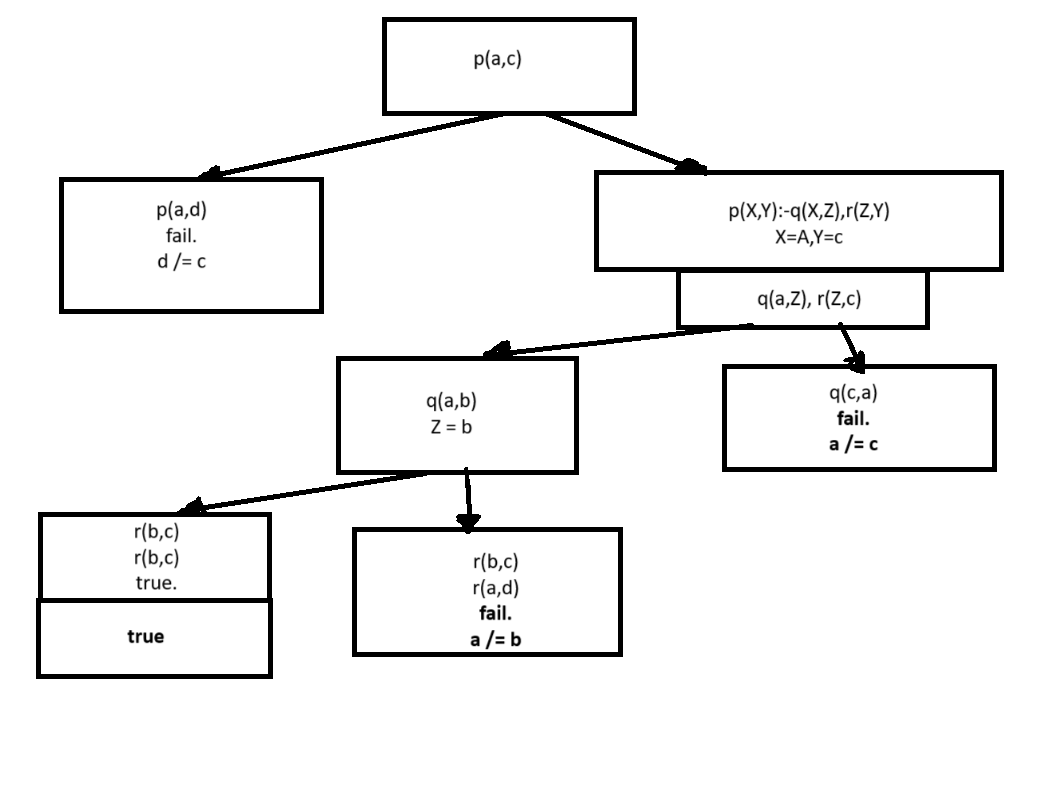 p(a,c)
p(a,d)
fail.
d /= c
p(X,Y):-q(X,Z),r(Z,Y)
X=A,Y=c
q(a,Z), r(Z,c)
q(a,b)
Z = b
q(c,a)
fail.
a /= c
r(b,c)
r(b,c)
true.
true
r(b,c)
r(a,d)
fail.
a /= b